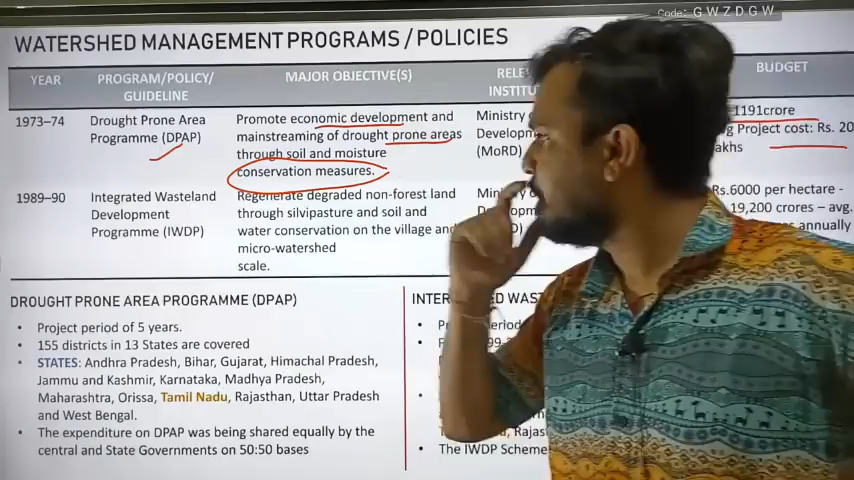 Code: G W Z D G W
WATERSHED MANAGEMENT PROGRAMS / POLICIES
YEAR
PROGRAM/POLICY/
GUIDELINE
MAJOR OBJECTIVE(S)
BUDGET
1973–74
Drought Prone Area
Programme (DPAP)
Promote economic development and
mainstreaming of drought prone areas
through soil and moisture
conservation measures.
Ministry
(MoRD)
1191crore
Project cost: Rs. 20
1989-90
Integrated Wasteland
Development
Programme (IWDP)
Regenerate degraded non-forest land
through silvipasture and soil and
water conservation on the village and
micro-watershed
scale.
Rs.6000 per hectare -
19,200 crores – avg.
annually
DROUGHT PRONE AREA PROGRAMME (DPAP)
• Project period of 5 years.
• 155 districts in 13 States are covered
• STATES: Andhra Pradesh, Bihar, Gujarat, Himachal Pradesh,
Jammu and Kashmir, Karnataka, Madhya Pradesh,
Maharashtra, Orissa, Tamil Nadu, Rajasthan, Uttar Pradesh
and West Bengal.
• The expenditure on DPAP was being shared equally by the
central and State Governments on 50:50 bases
• The IWDP Scheme